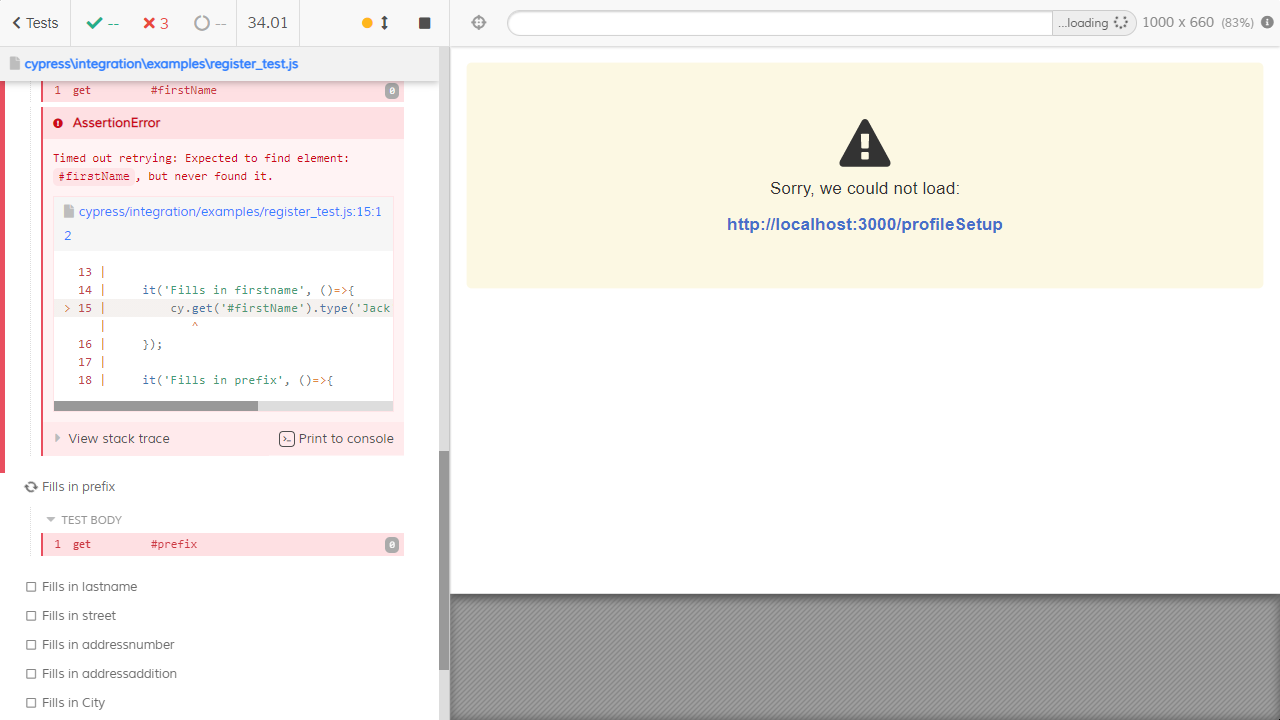 Tests
--
3
--
34.01
...loading
1000 x 660 (83%)
cypress\integration\examples\register_test.js
1 get #firstName 0
AssertionError
Timed out retrying: Expected to find element:
#firstName, but never found it.
cypress/integration/examples/register_test.js:15:1
2
13 |
14 | it('Fills in firstname', ()=>{
> 15 | cy.get('#firstName').type('Jack
| ^
16 | });
17 |
18 | it('Fills in prefix', ()=>{
View stack trace
Print to console
Fills in prefix
TEST BODY
1 get #prefix 0
Fills in lastname
Fills in street
Fills in addressnumber
Fills in addressaddition
Fills in City
Sorry, we could not load:
http://localhost:3000/profileSetup